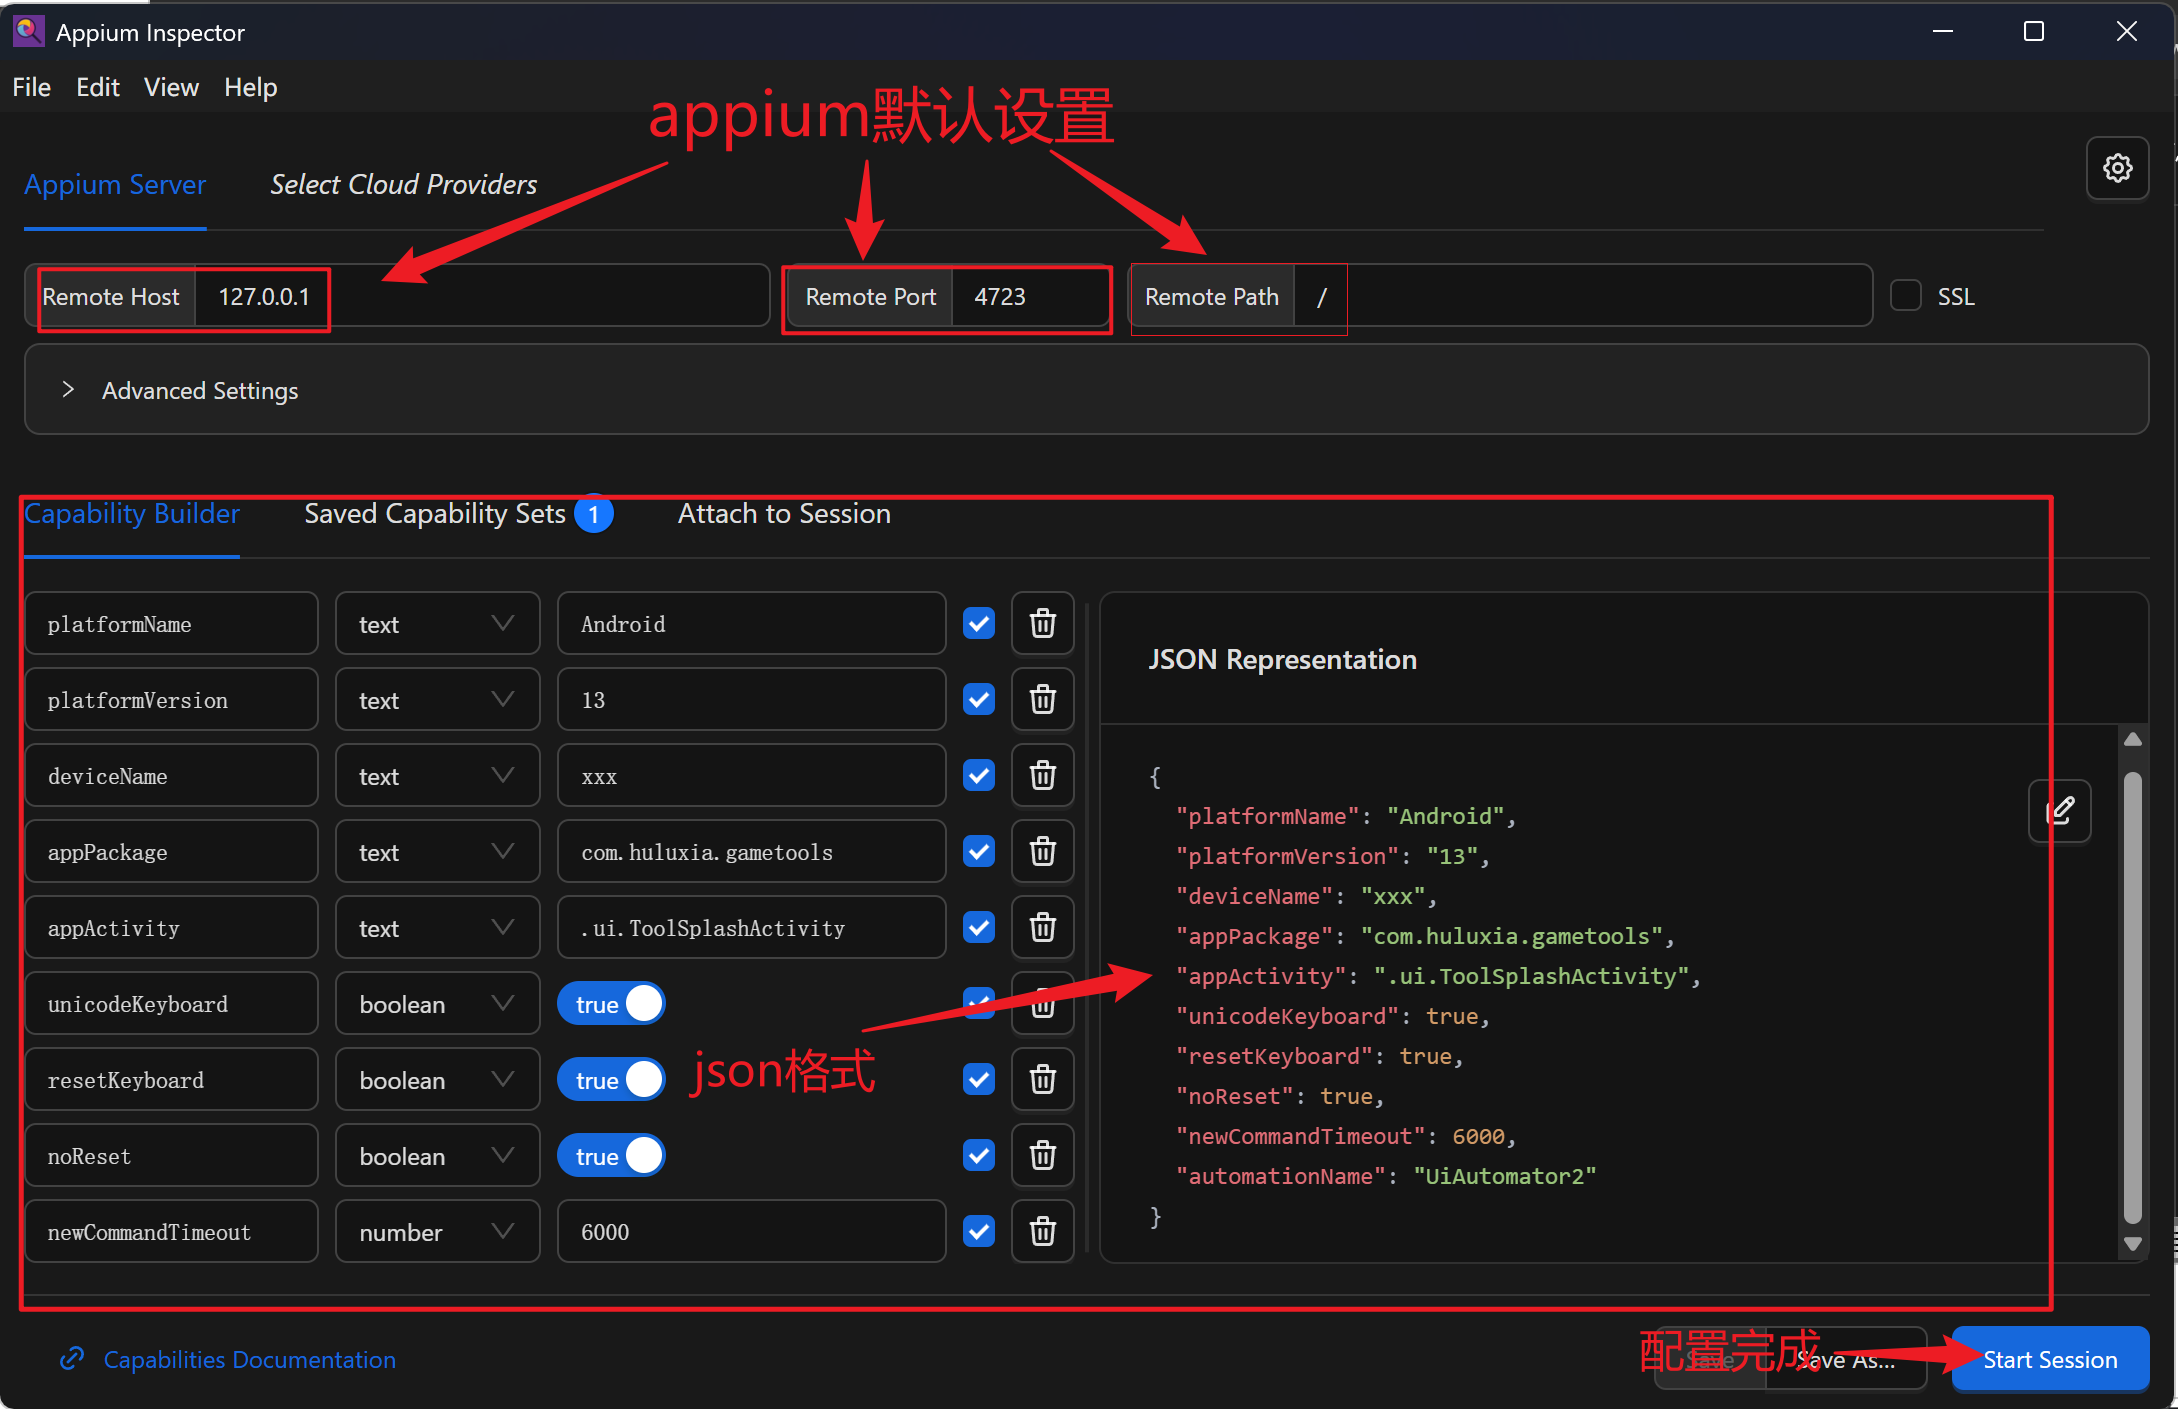 Appium Inspector
File Edit View Help
appium默认设置
Appium Server Select Cloud Providers
Remote Host 127.0.0.1 Remote Port 4723 Remote Path / SSL
Advanced Settings
Capability Builder Saved Capability Sets 1 Attach to Session
platformName text Android
platformVersion text 13
deviceName text xxx
appPackage text com.huluxia.gametools
appActivity text .ui.ToolSplashActivity
unicodeKeyboard boolean true
resetKeyboard boolean true
noReset boolean true
newCommandTimeout number 6000
json格式
JSON Representation
{
"platformName": "Android",
"platformVersion": "13",
"deviceName": "xxx",
"appPackage": "com.huluxia.gametools",
"appActivity": ".ui.ToolSplashActivity",
"unicodeKeyboard": true,
"resetKeyboard": true,
"noReset": true,
"newCommandTimeout": 6000,
"automationName": "UiAutomator2"
}
Capabilities Documentation
配置完成
Save Save As... Start Session